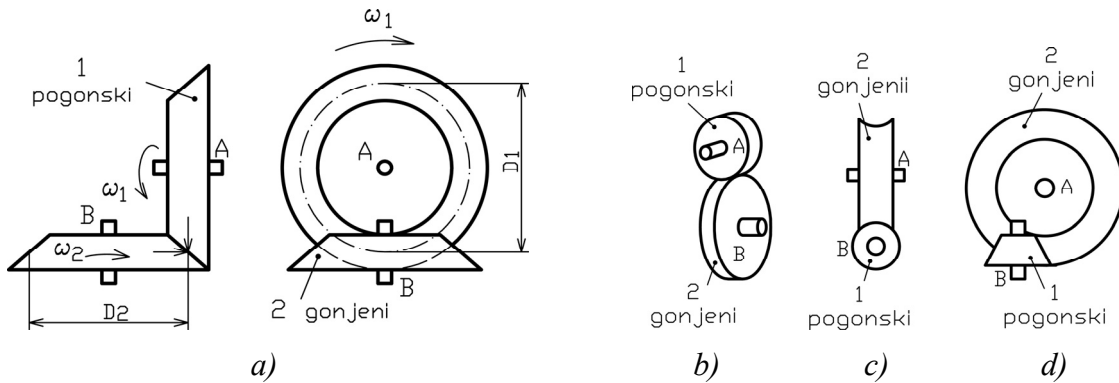 1
pogonski
ω1
A
B
ω2
D2
ω1
A
D1
B
2 gonjeni
a)
1
pogonski
A
B
2
gonjeni
b)
2
gonjenii
A
B
1
pogonski
c)
2
gonjeni
A
B
1
pogonski
d)